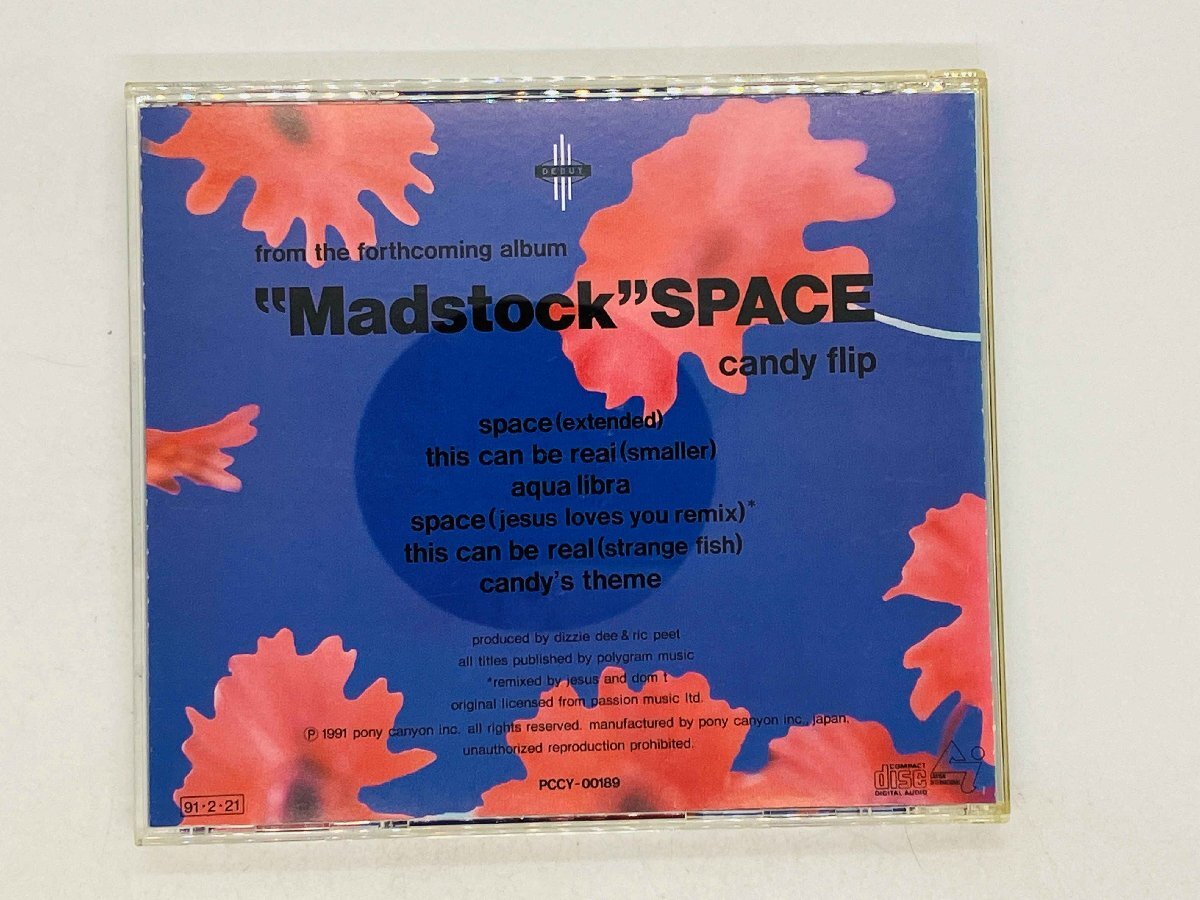 DEBUT
from the forthcoming album
“Madstock”SPACE
candy flip
space(extended)
this can be reai(smaller)
aqua libra
space(jesus loves you remix)*
this can be real(strange fish)
candy's theme
produced by dizzie dee & ric peet
all titles published by polygram music
*remixed by jesus and dom t
original licensed from passion music ltd.
Ⓟ 1991 pony canyon inc. all rights reserved. manufactured by pony canyon inc., japan.
unauthorized reproduction prohibited.
PCCY-00189
91·2·21
COMPACT
disc
DIGITAL AUDIO